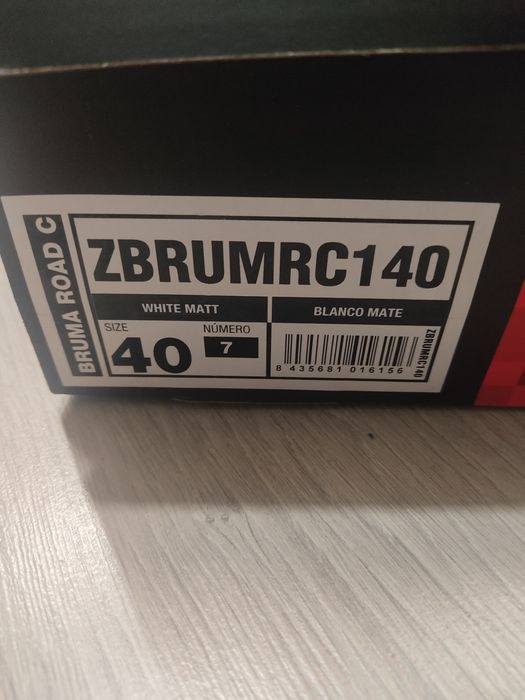 BRUMA ROAD C
ZBRUMRC140
WHITE MATT
BLANCO MATE
SIZE
40
NÚMERO
7
8 435681 016156
ZBRUMRC140